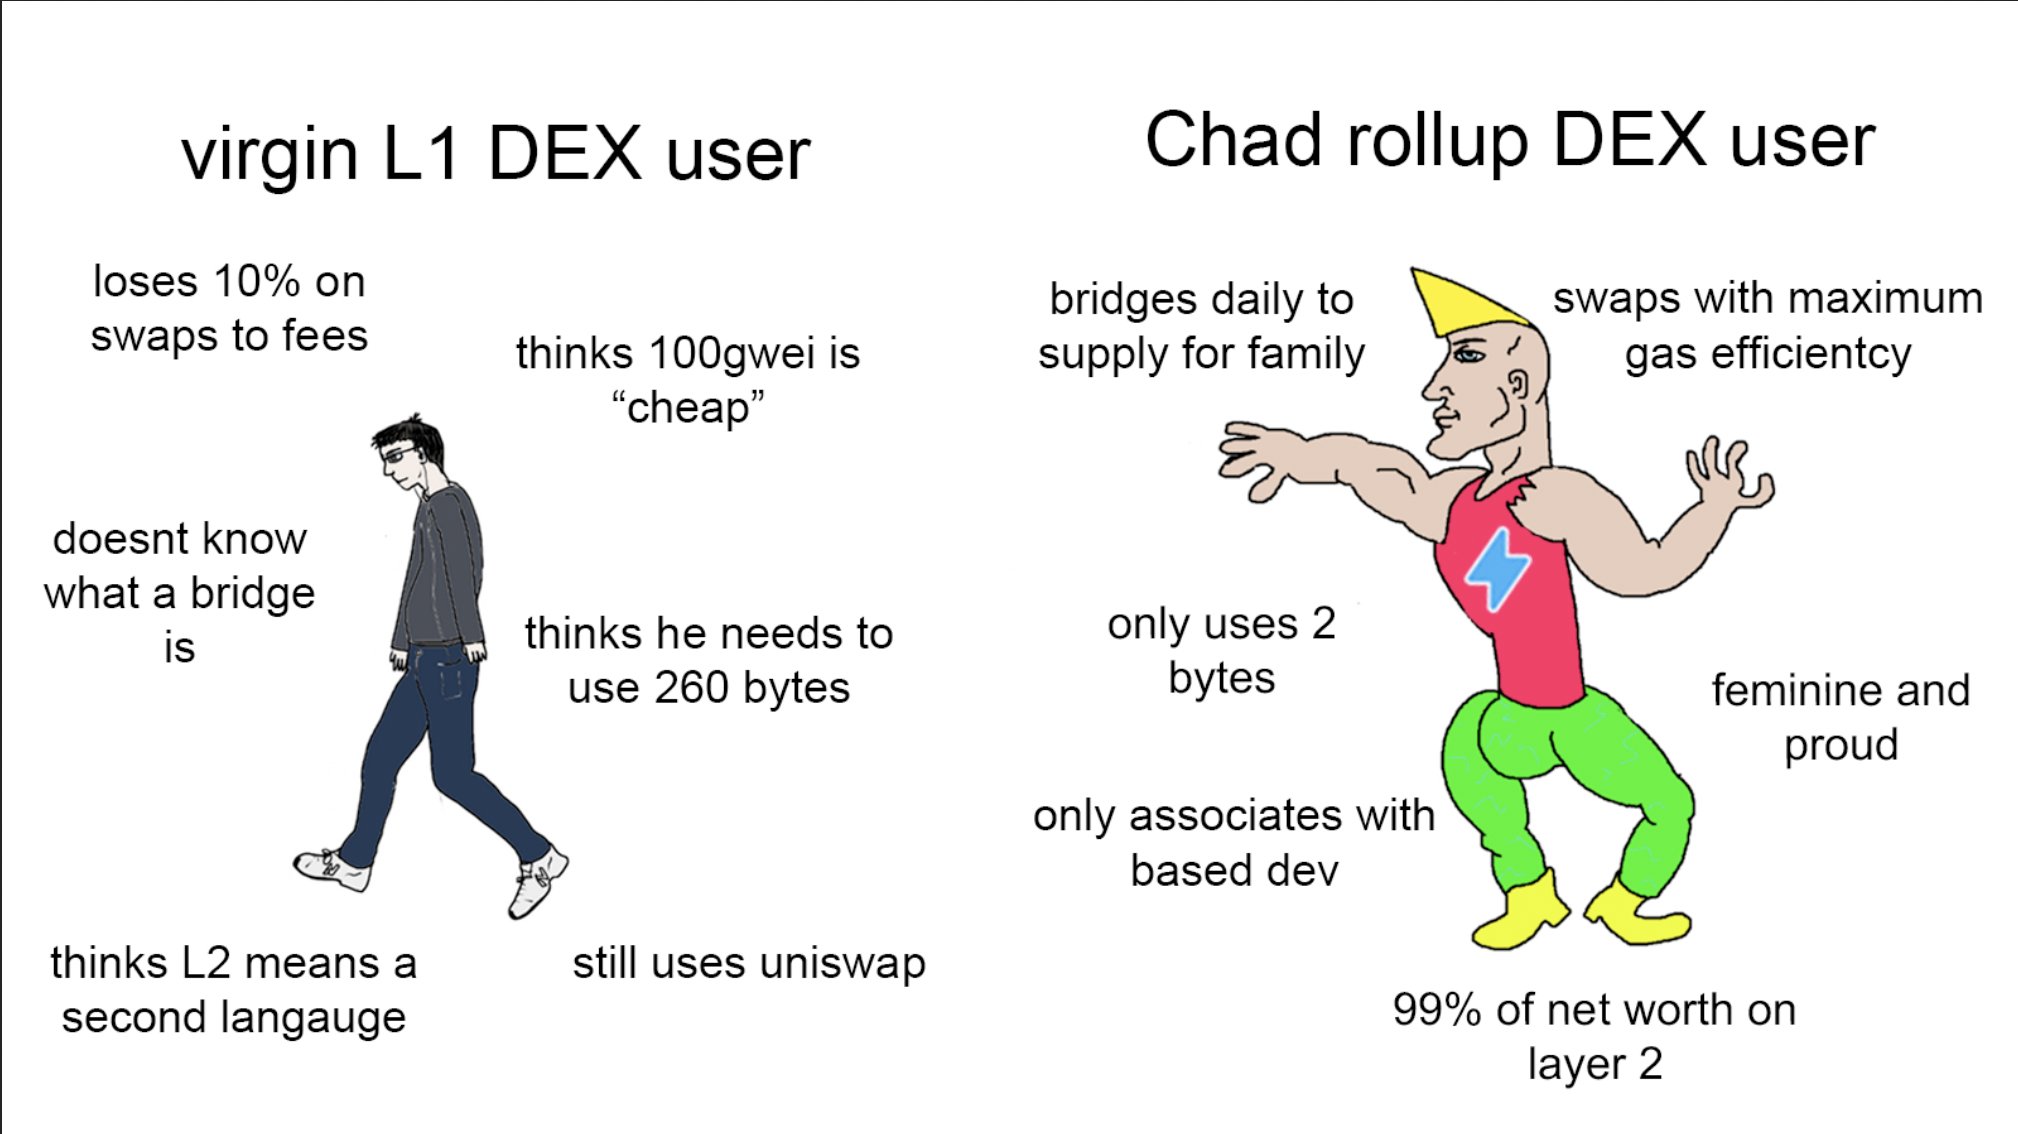 virgin L1 DEX user
loses 10% on
swaps to fees
thinks 100gwei is
“cheap”
doesnt know
what a bridge
is
thinks he needs to
use 260 bytes
thinks L2 means a
second langauge
still uses uniswap
Chad rollup DEX user
bridges daily to
supply for family
swaps with maximum
gas efficientcy
only uses 2
bytes
feminine and
proud
only associates with
based dev
99% of net worth on
layer 2